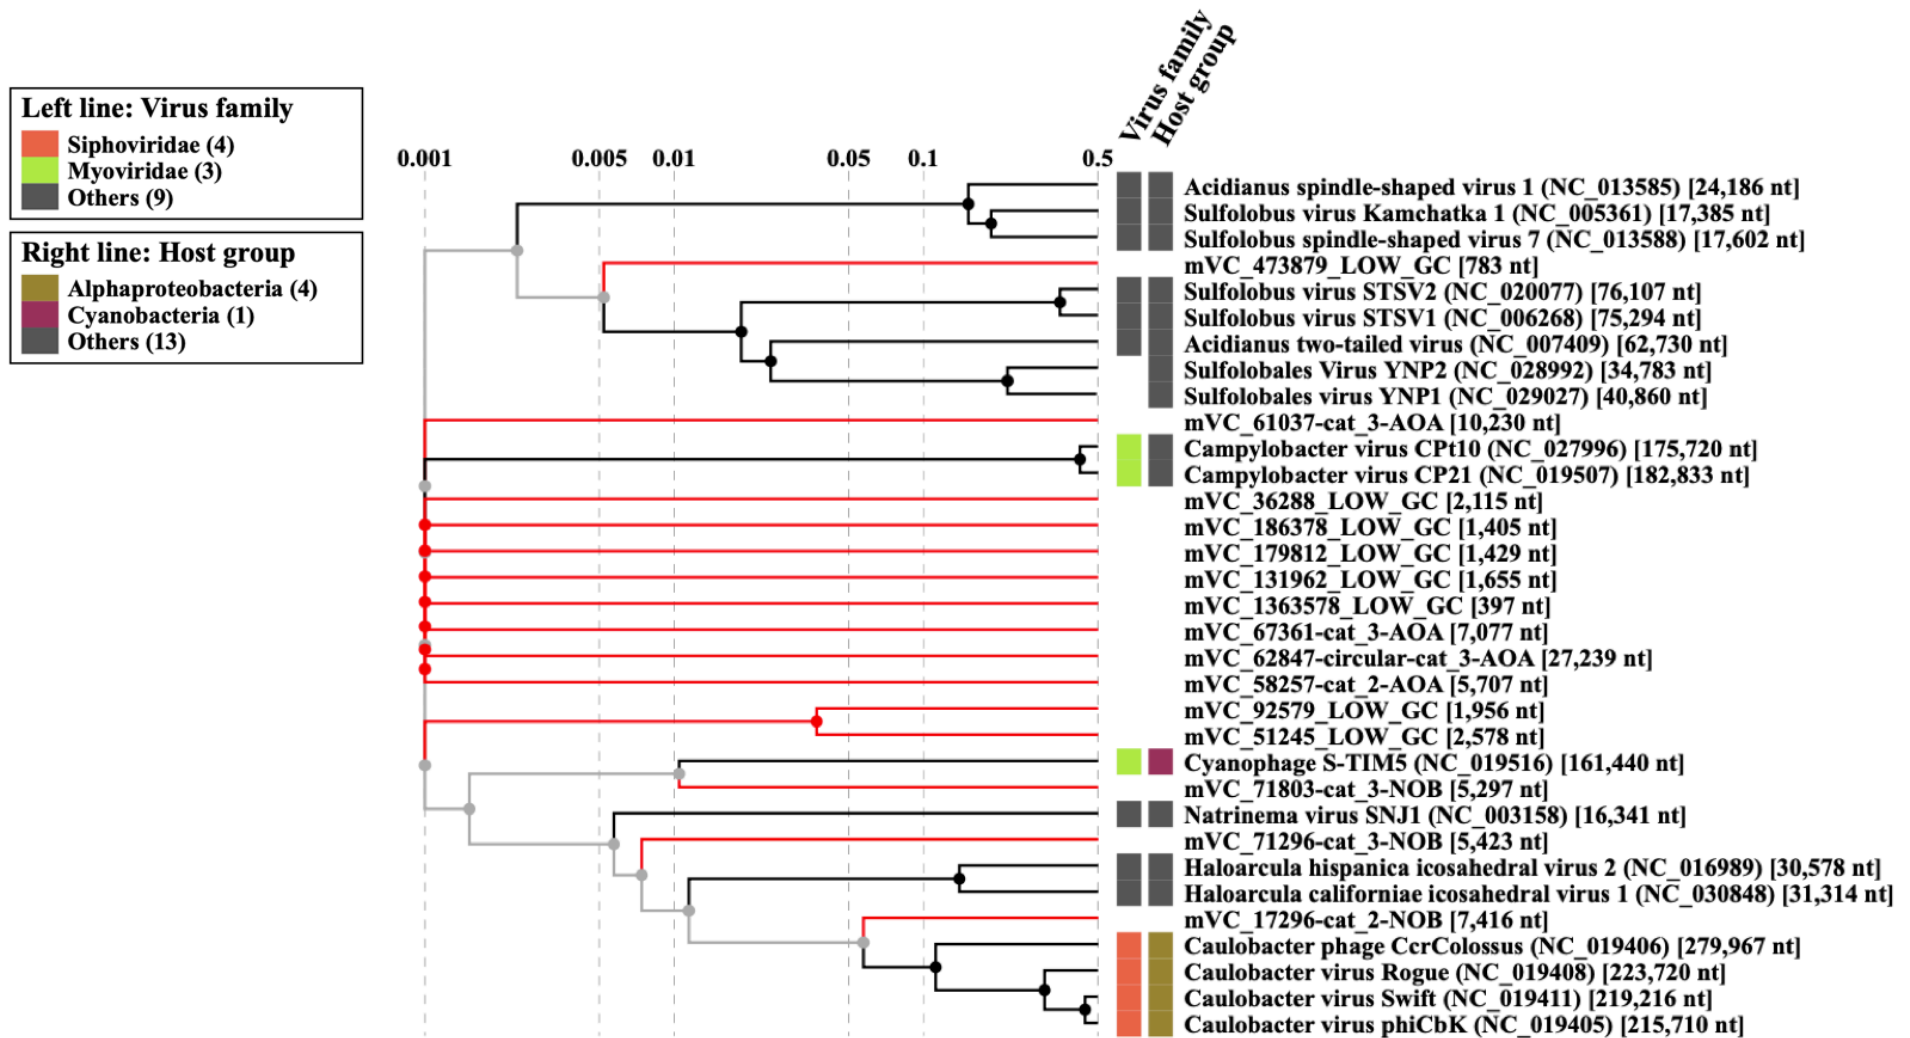 Virus family
Host group
Left line: Virus family
Siphoviridae (4)
Myoviridae (3)
Others (9)
Right line: Host group
Alphaproteobacteria (4)
Cyanobacteria (1)
Others (13)
0.001 0.005 0.01 0.05 0.1 0.5
Acidianus spindle-shaped virus 1 (NC_013585) [24,186 nt]
Sulfolobus virus Kamchatka 1 (NC_005361) [17,385 nt]
Sulfolobus spindle-shaped virus 7 (NC_013588) [17,602 nt]
mVC_473879_LOW_GC [783 nt]
Sulfolobus virus STSV2 (NC_020077) [76,107 nt]
Sulfolobus virus STSV1 (NC_006268) [75,294 nt]
Acidianus two-tailed virus (NC_007409) [62,730 nt]
Sulfolobales Virus YNP2 (NC_028992) [34,783 nt]
Sulfolobales virus YNP1 (NC_029027) [40,860 nt]
mVC_61037-cat_3-AOA [10,230 nt]
Campylobacter virus CPt10 (NC_027996) [175,720 nt]
Campylobacter virus CP21 (NC_019507) [182,833 nt]
mVC_36288_LOW_GC [2,115 nt]
mVC_186378_LOW_GC [1,405 nt]
mVC_179812_LOW_GC [1,429 nt]
mVC_131962_LOW_GC [1,655 nt]
mVC_1363578_LOW_GC [397 nt]
mVC_67361-cat_3-AOA [7,077 nt]
mVC_62847-circular-cat_3-AOA [27,239 nt]
mVC_58257-cat_2-AOA [5,707 nt]
mVC_92579_LOW_GC [1,956 nt]
mVC_51245_LOW_GC [2,578 nt]
Cyanophage S-TIM5 (NC_019516) [161,440 nt]
mVC_71803-cat_3-NOB [5,297 nt]
Natrinema virus SNJ1 (NC_003158) [16,341 nt]
mVC_71296-cat_3-NOB [5,423 nt]
Haloarcula hispanica icosahedral virus 2 (NC_016989) [30,578 nt]
Haloarcula californiae icosahedral virus 1 (NC_030848) [31,314 nt]
mVC_17296-cat_2-NOB [7,416 nt]
Caulobacter phage CcrColossus (NC_019406) [279,967 nt]
Caulobacter virus Rogue (NC_019408) [223,720 nt]
Caulobacter virus Swift (NC_019411) [219,216 nt]
Caulobacter virus phiCbK (NC_019405) [215,710 nt]